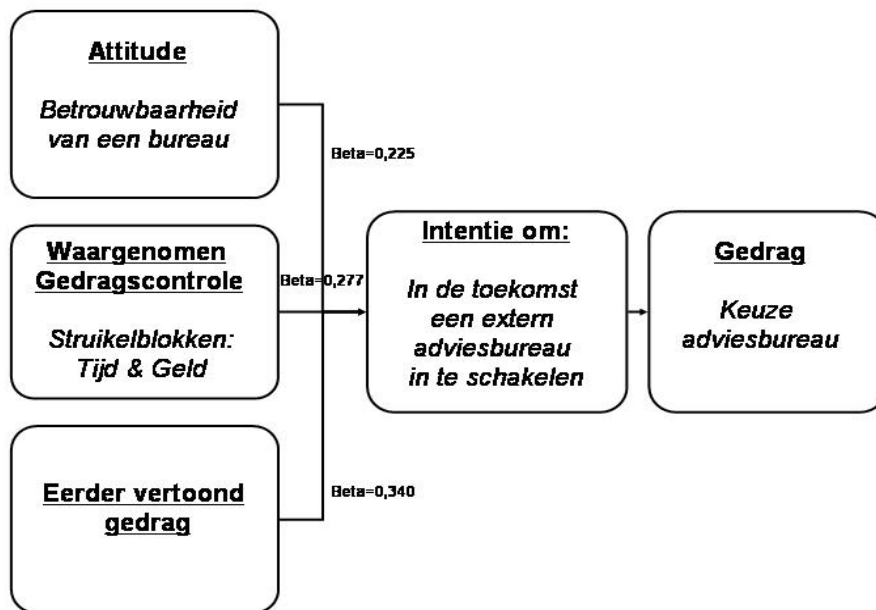 Attitude
Betrouwbaarheid
van een bureau
Beta=0,225
Waargenomen
Gedragscontrole
Struikelblokken:
Tijd & Geld
Beta=0,277
Eerder vertoond
gedrag
Beta=0,340
Intentie om:
In de toekomst
een extern
adviesbureau
in te schakelen
Gedrag
Keuze
adviesbureau